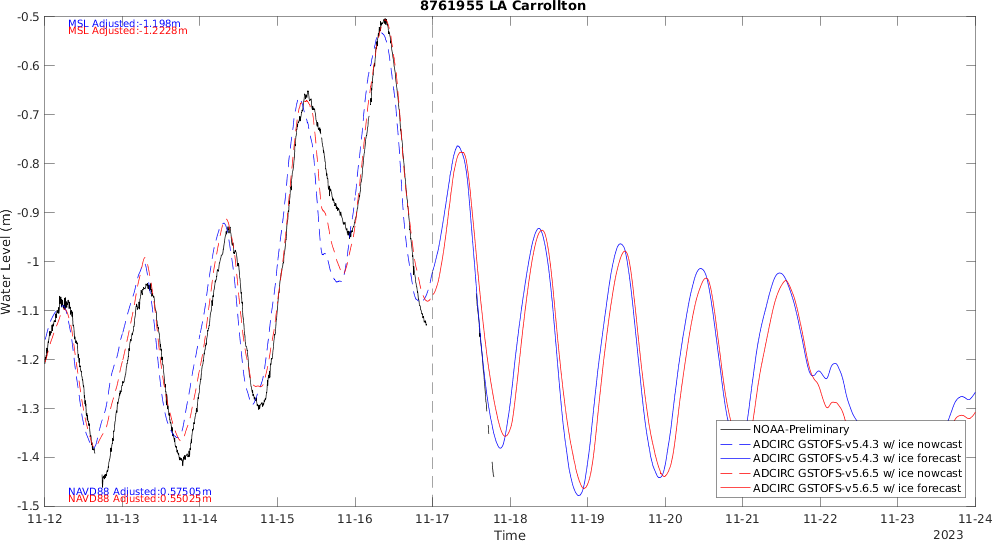 8761955 LA Carrollton
MSL Adjusted:-1.198m
MSL Adjusted:-1.2228m
-0.5
-0.6
-0.7
-0.8
-0.9
-1
-1.1
-1.2
-1.3
-1.4
-1.5
Water Level (m)
NOAA-Preliminary
ADCIRC GSTOFS-v5.4.3 w/ ice nowcast
ADCIRC GSTOFS-v5.4.3 w/ ice forecast
ADCIRC GSTOFS-v5.6.5 w/ ice nowcast
ADCIRC GSTOFS-v5.6.5 w/ ice forecast
NAVD88 Adjusted:0.57505m
NAVD88 Adjusted:0.55025m
11-12 11-13 11-14 11-15 11-16 11-17 11-18 11-19 11-20 11-21 11-22 11-23 11-24
Time
2023